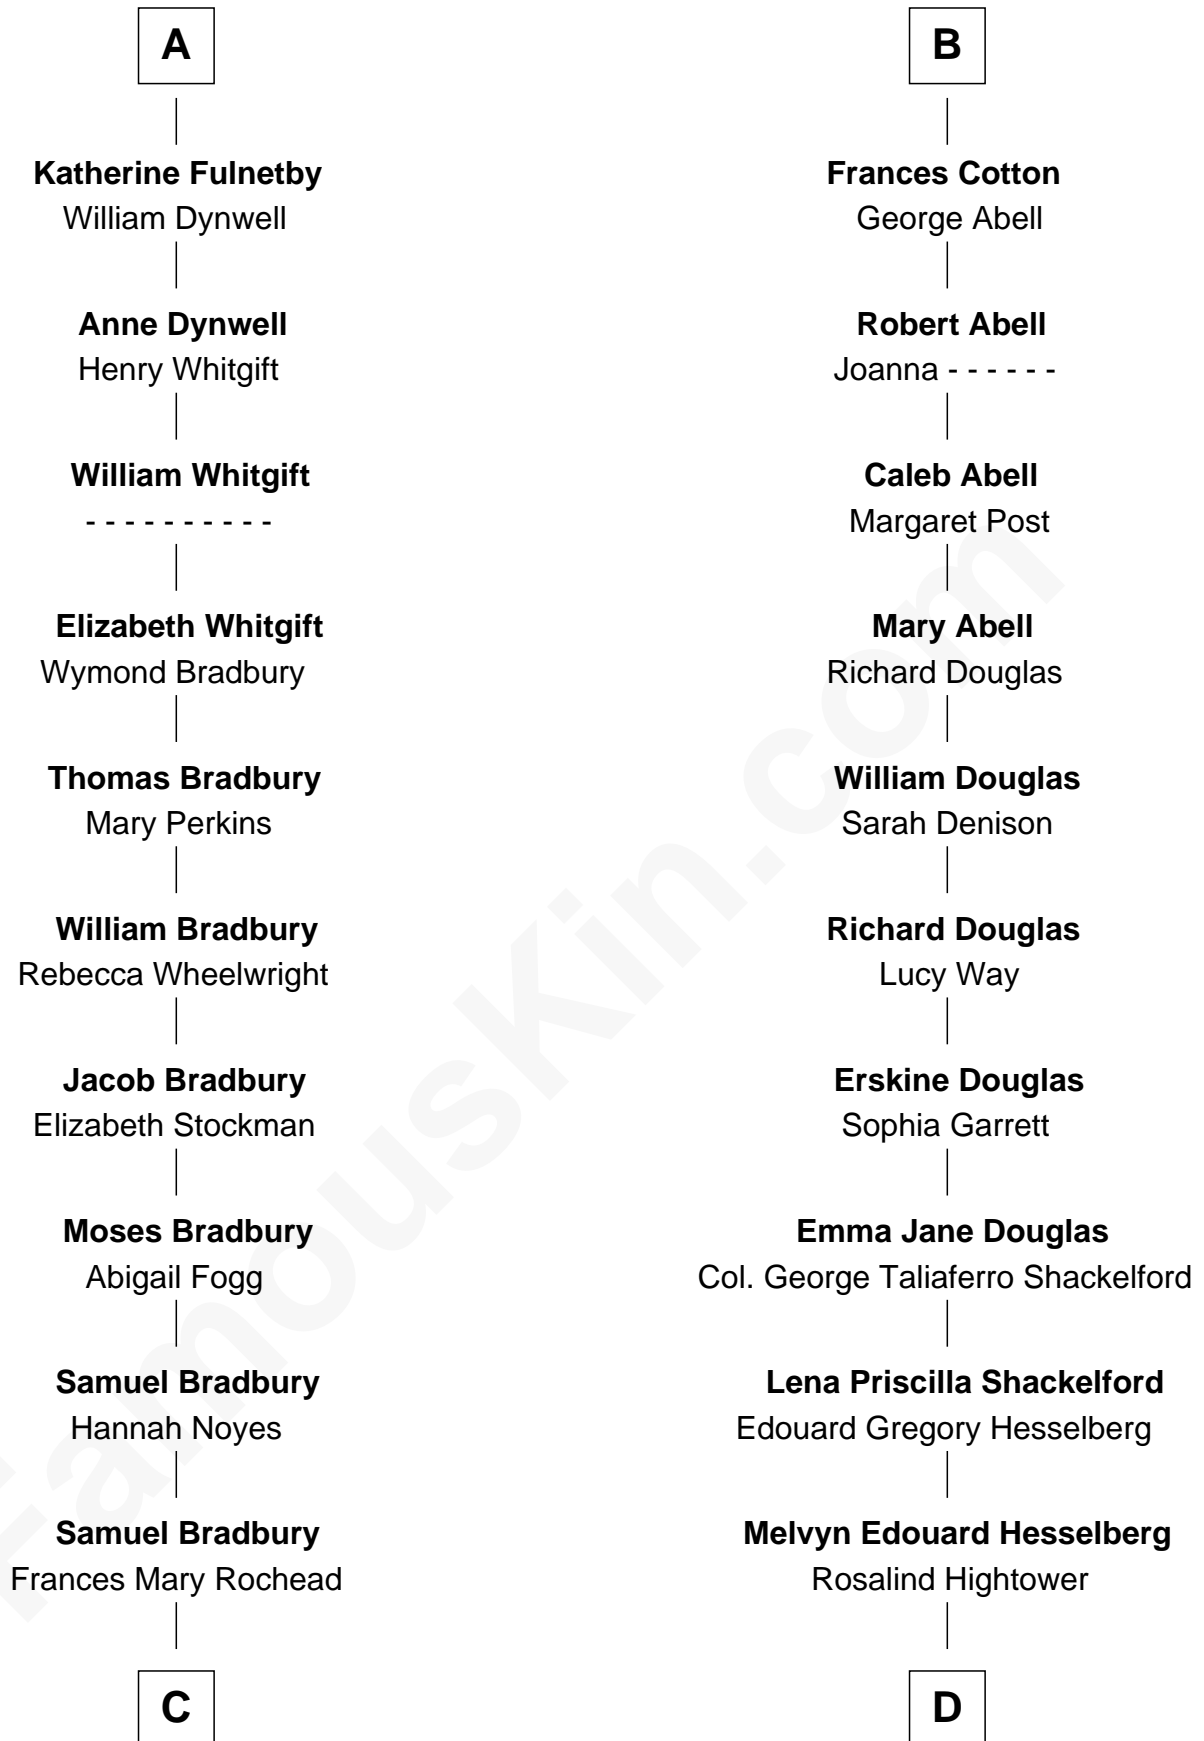 A
Katherine Fulnetby
William Dynwell
Anne Dynwell
Henry Whitgift
William Whitgift
- - - - - - - - - -
Elizabeth Whitgift
Wymond Bradbury
Thomas Bradbury
Mary Perkins
William Bradbury
Rebecca Wheelwright
Jacob Bradbury
Elizabeth Stockman
Moses Bradbury
Abigail Fogg
Samuel Bradbury
Hannah Noyes
Samuel Bradbury
Frances Mary Rochead
C
B
Frances Cotton
George Abell
Robert Abell
Joanna - - - - - -
Caleb Abell
Margaret Post
Mary Abell
Richard Douglas
William Douglas
Sarah Denison
Richard Douglas
Lucy Way
Erskine Douglas
Sophia Garrett
Emma Jane Douglas
Col. George Taliaferro Shackelford
Lena Priscilla Shackelford
Edouard Gregory Hesselberg
Melvyn Edouard Hesselberg
Rosalind Hightower
D
FamousKin.com